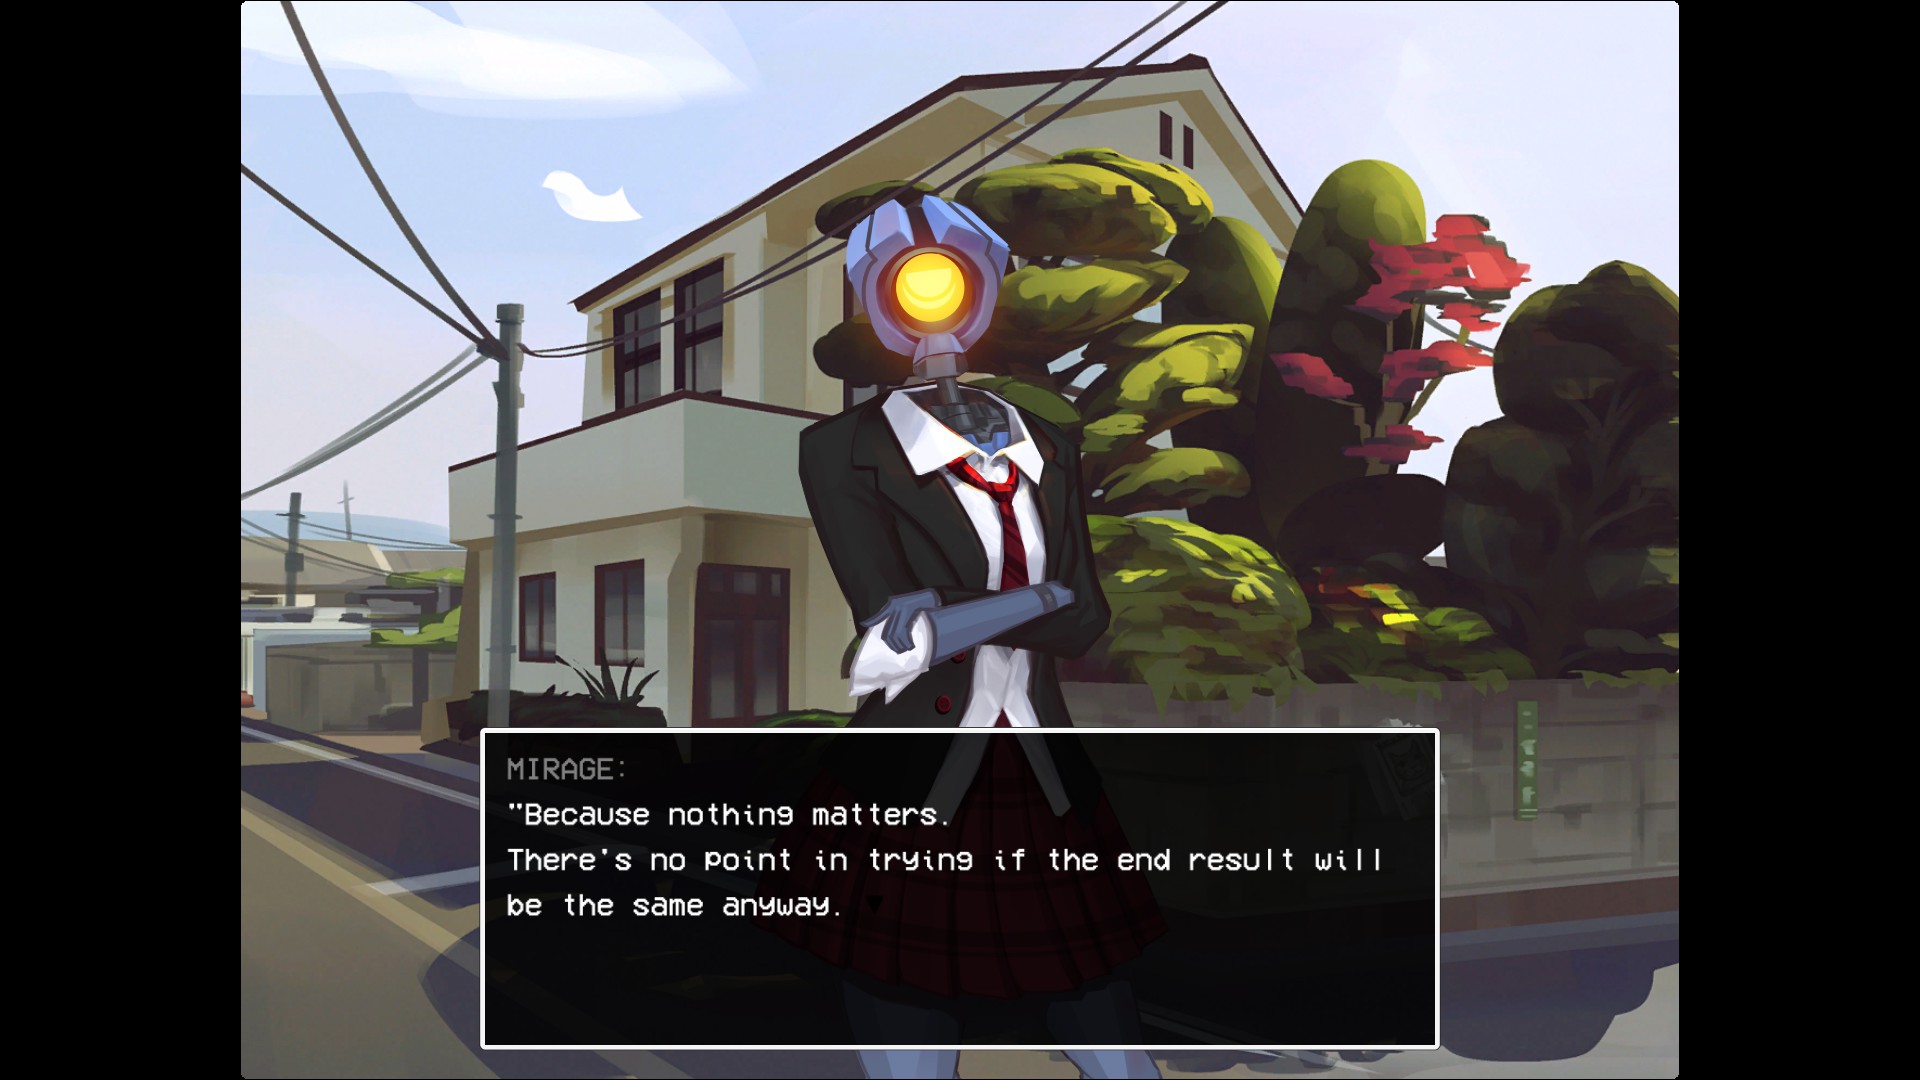 MIRAGE:
"Because nothing matters.
There's no point in trying if the end result will
be the same anyway.